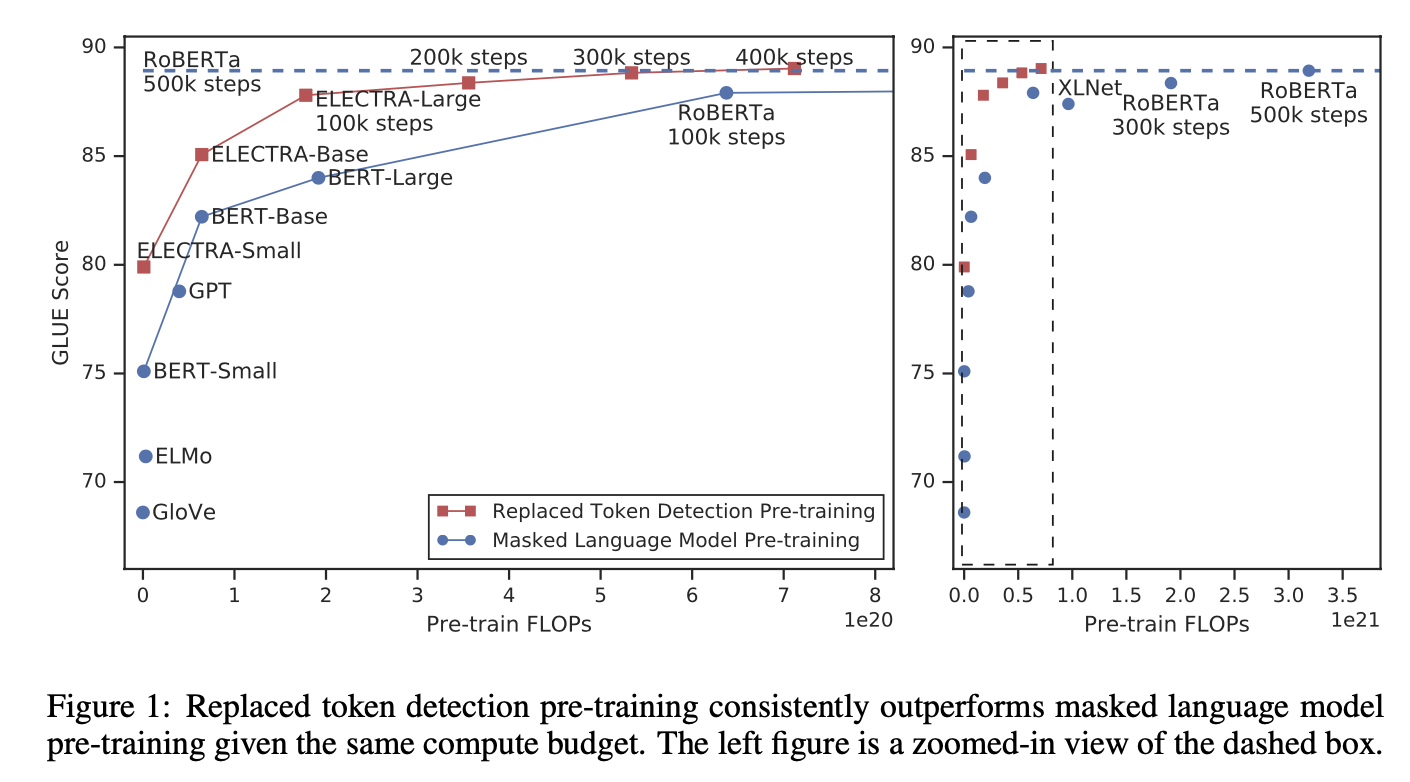 90
85
80
75
70
GLUE Score
RoBERTa
500k steps
200k steps
300k steps
400k steps
ELECTRA-Large
100k steps
ELECTRA-Base
BERT-Large
RoBERTa
100k steps
BERT-Base
ELECTRA-Small
GPT
BERT-Small
ELMo
GloVe
Replaced Token Detection Pre-training
Masked Language Model Pre-training
0 1 2 3 4 5 6 7 8
1e20
Pre-train FLOPs
90
85
80
75
70
XLNet
RoBERTa
300k steps
RoBERTa
500k steps
0.0 0.5 1.0 1.5 2.0 2.5 3.0 3.5
1e21
Pre-train FLOPs
Figure 1: Replaced token detection pre-training consistently outperforms masked language model
pre-training given the same compute budget. The left figure is a zoomed-in view of the dashed box.